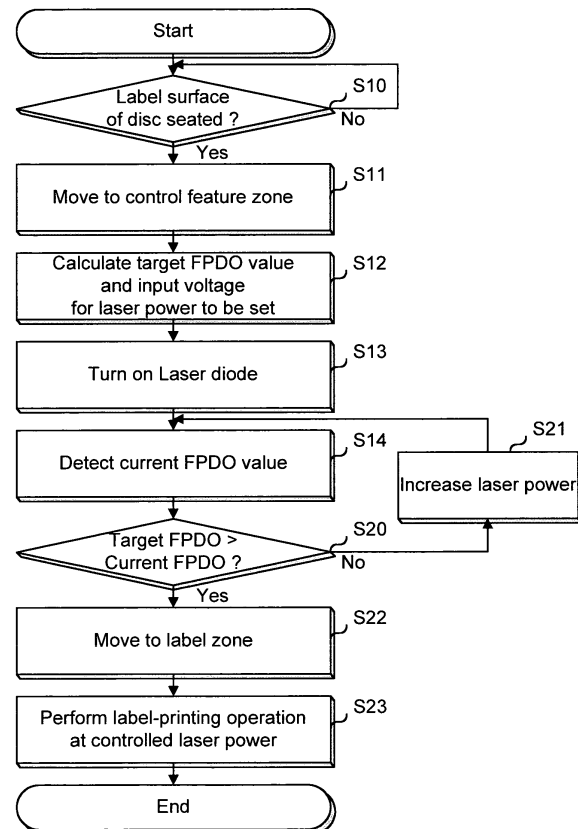 Start
Label surface
of disc seated ?
S10
No
Yes
Move to control feature zone
S11
Calculate target FPDO value
and input voltage
for laser power to be set
S12
Turn on Laser diode
S13
Detect current FPDO value
S14
Increase laser power
S21
Target FPDO >
Current FPDO ?
S20
No
Yes
Move to label zone
S22
Perform label-printing operation
at controlled laser power
S23
End